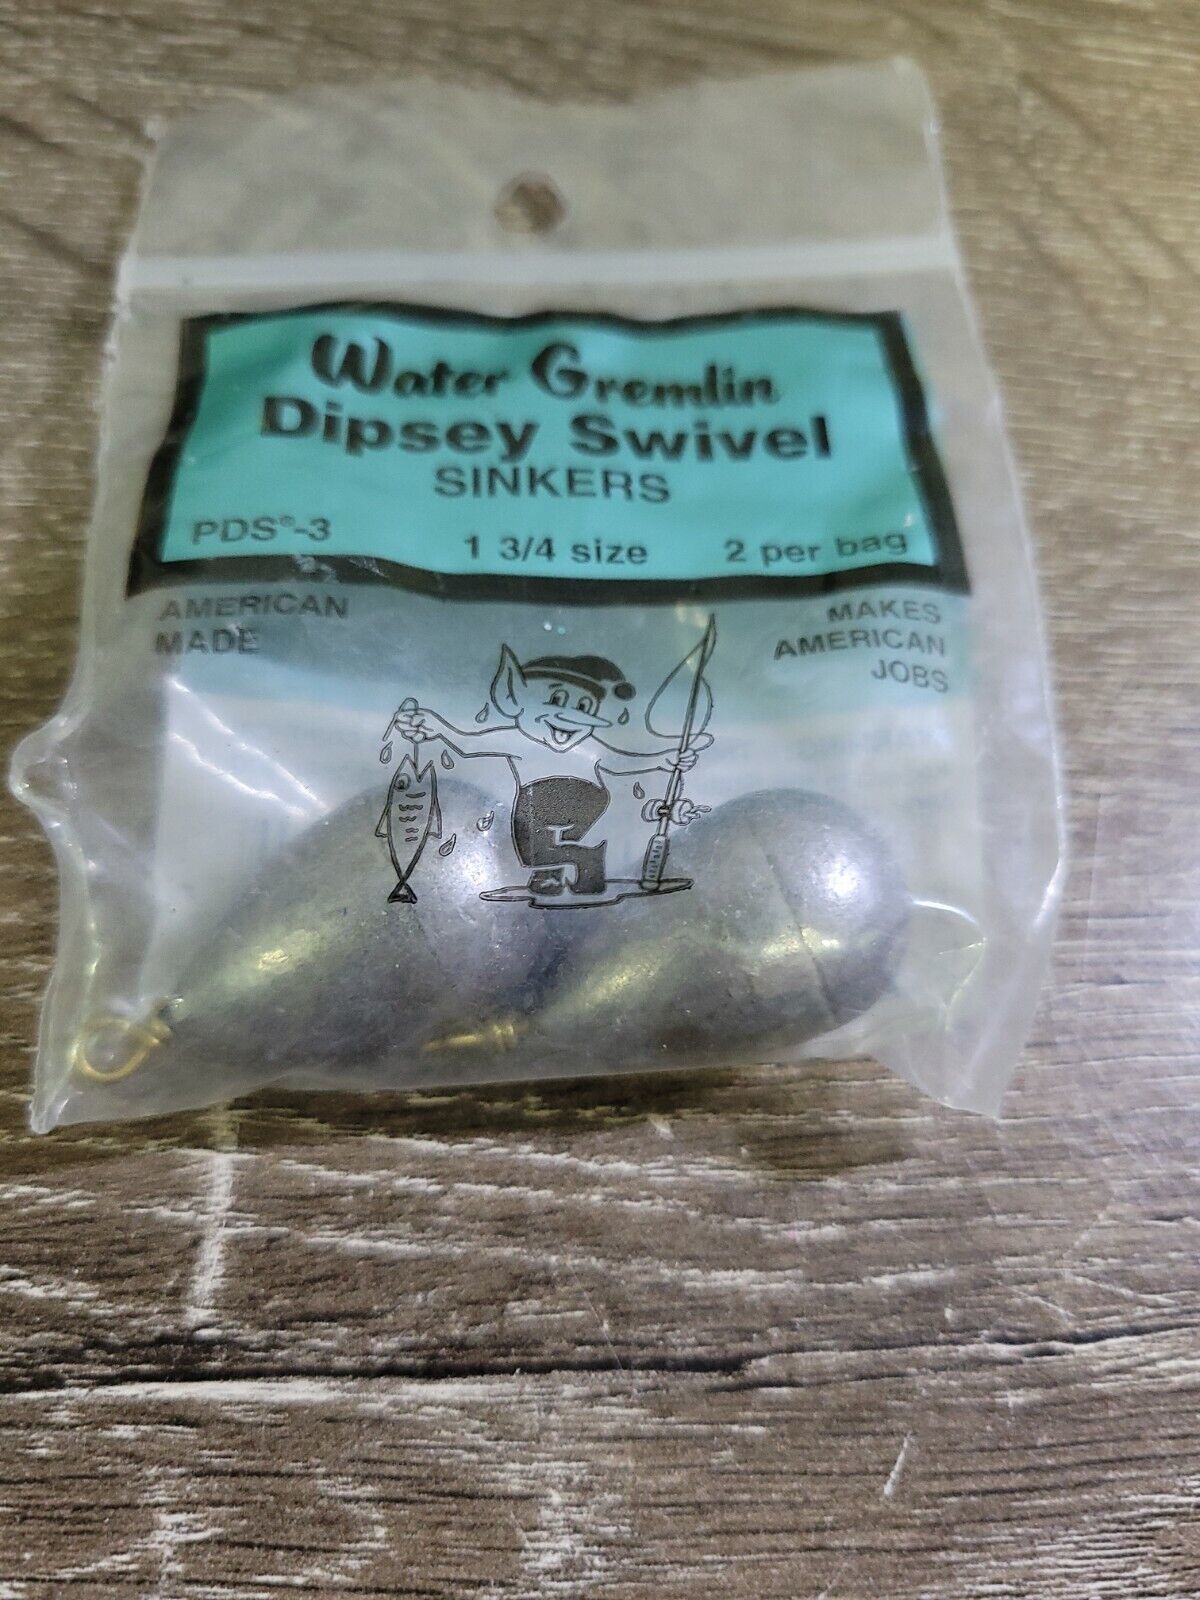 Water Gremlin
Dipsey Swivel
SINKERS
PDS®-3 1 3/4 size 2 per bag
AMERICAN
MADE
MAKES
AMERICAN
JOBS